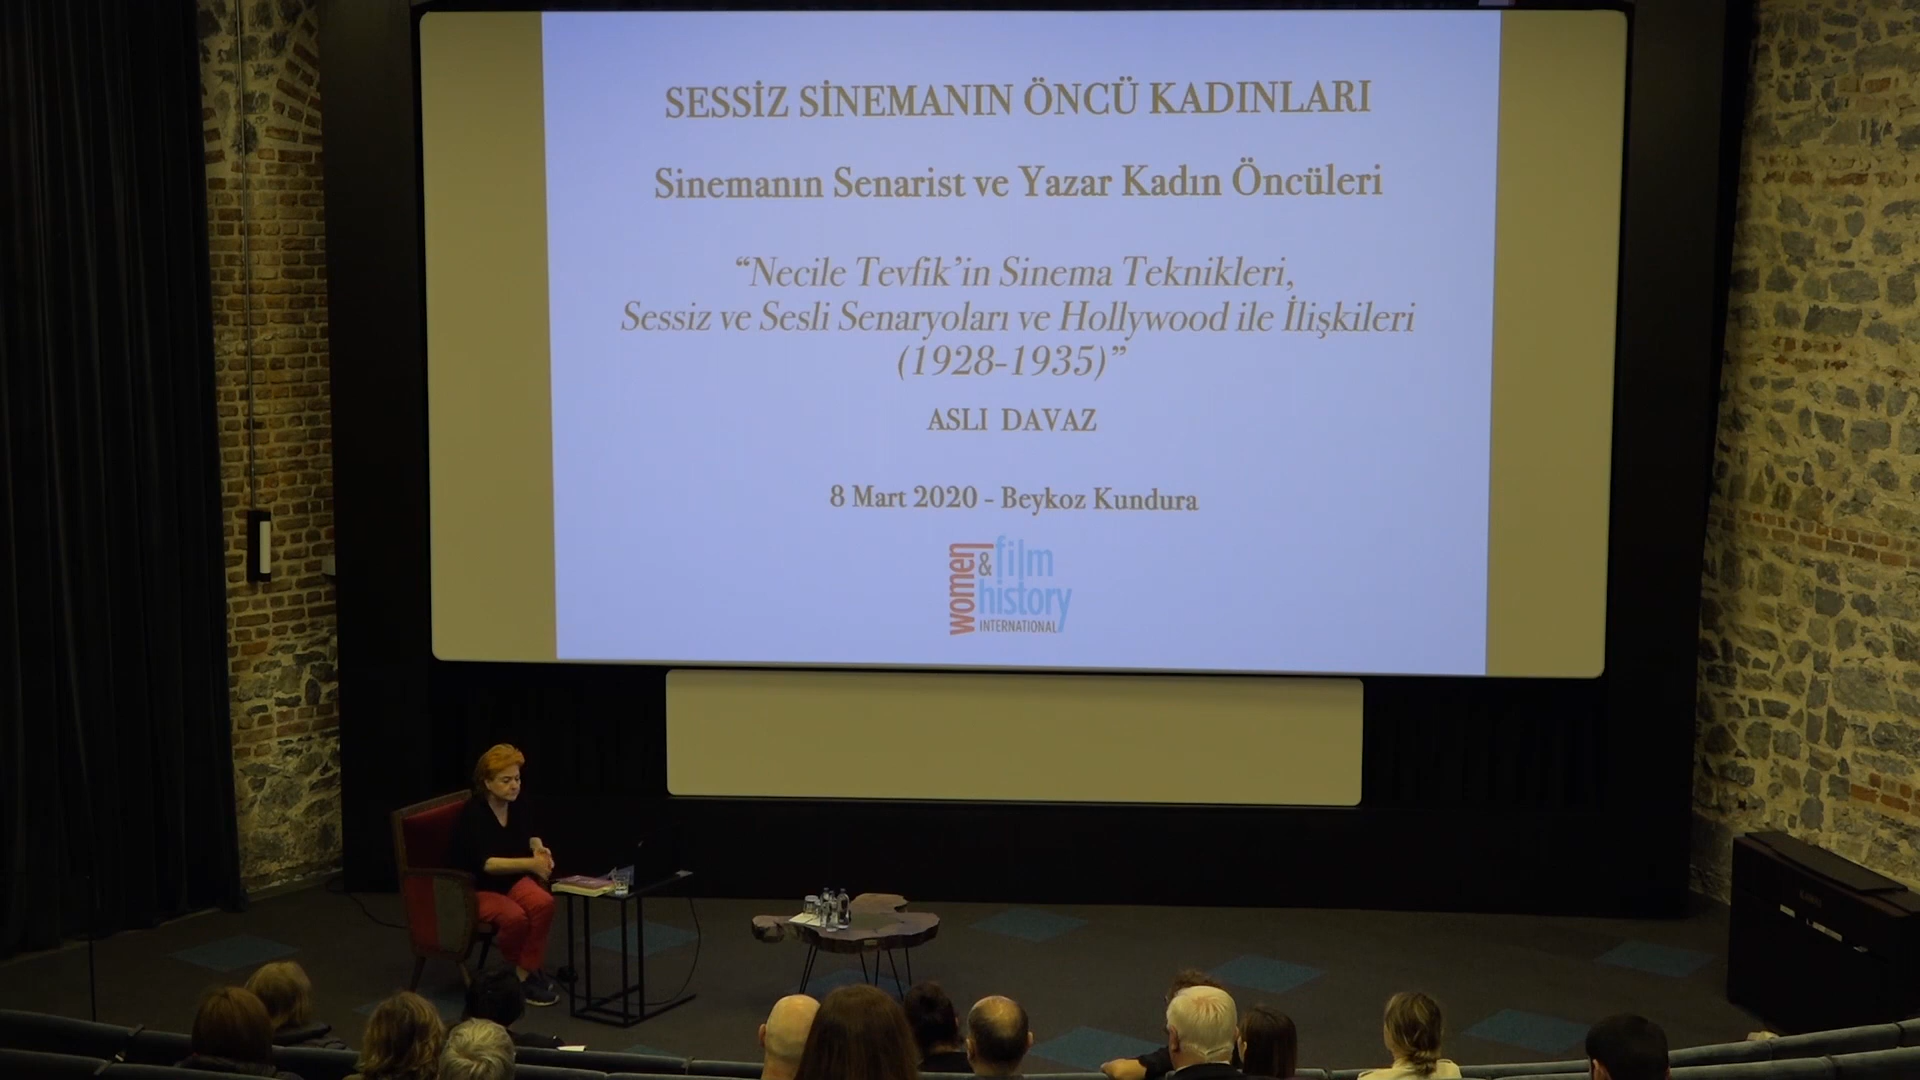 SESSİZ SİNEMANIN ÖNCÜ KADINLARI
Sinemanın Senarist ve Yazar Kadın Öncüleri
“Necile Tevfik’in Sinema Teknikleri,
Sessiz ve Sesli Senaryoları ve Hollywood ile İlişkileri
(1928-1935)”
ASLI DAVAZ
8 Mart 2020 - Beykoz Kundura
women & film history INTERNATIONAL